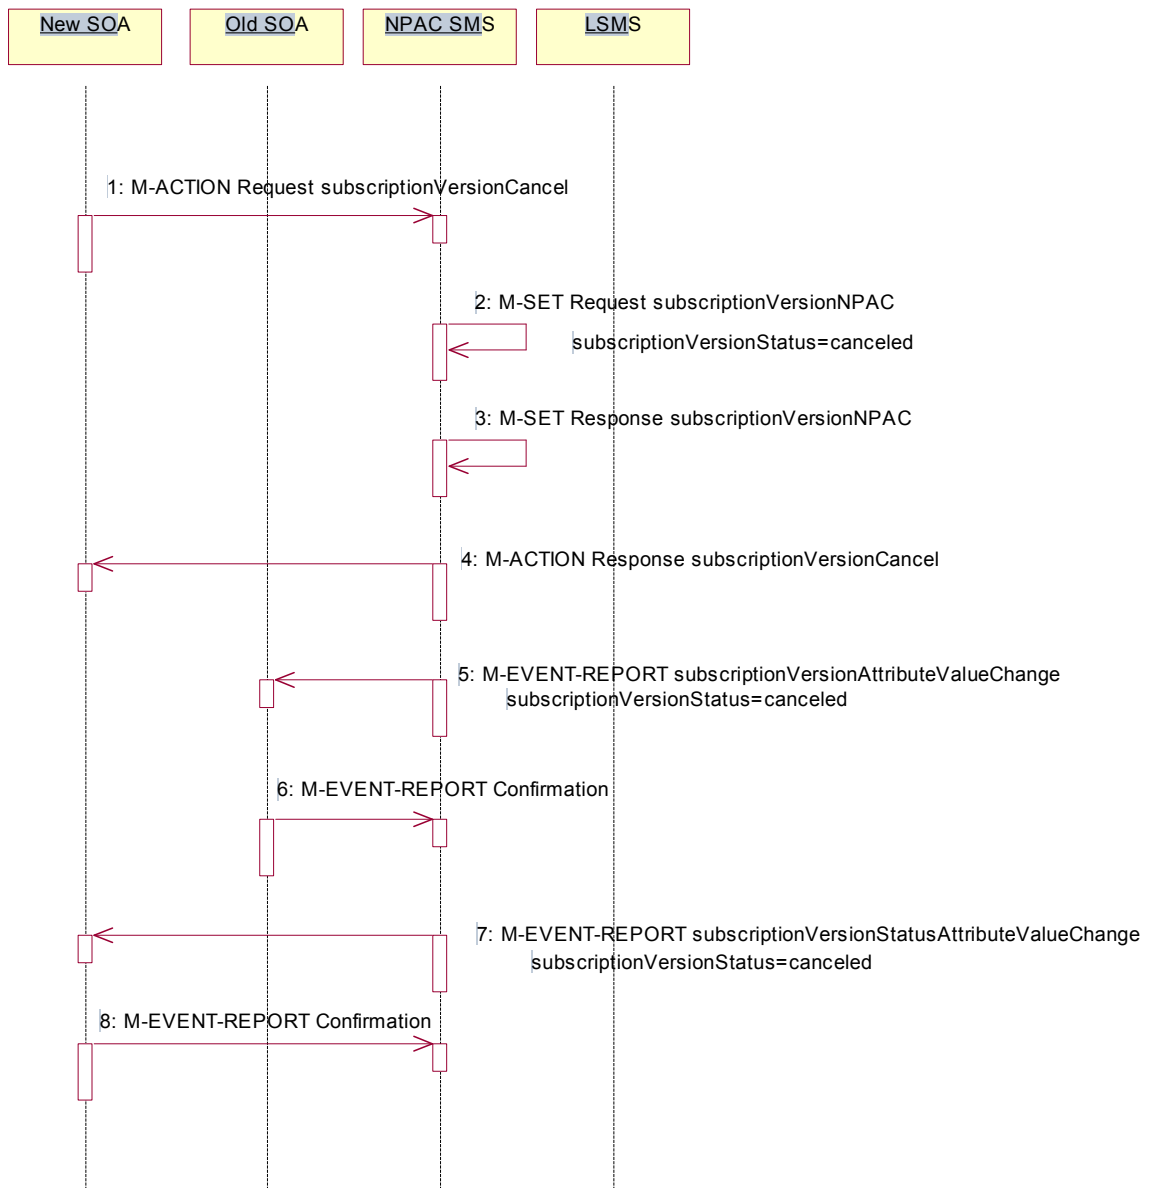 New SOA
Old SOA
NPAC SMS
LSMS
1: M-ACTION Request subscriptionVersionCancel
2: M-SET Request subscriptionVersionNPAC
subscriptionVersionStatus=canceled
3: M-SET Response subscriptionVersionNPAC
4: M-ACTION Response subscriptionVersionCancel
5: M-EVENT-REPORT subscriptionVersionAttributeValueChange
subscriptionVersionStatus=canceled
6: M-EVENT-REPORT Confirmation
7: M-EVENT-REPORT subscriptionVersionStatusAttributeValueChange
subscriptionVersionStatus=canceled
8: M-EVENT-REPORT Confirmation